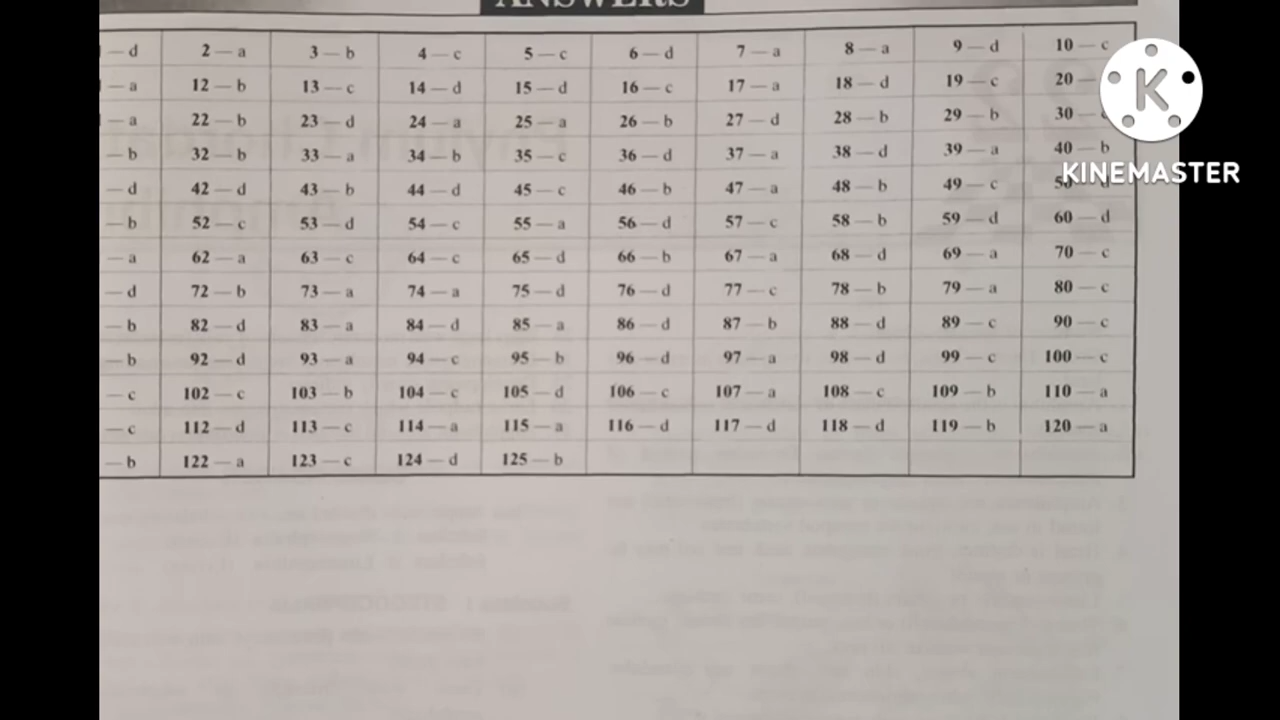 ANSWERS
— d 2 — a 3 — b 4 — c 5 — c 6 — d 7 — a 8 — a 9 — d 10 — c
— a 12 — b 13 — c 14 — d 15 — d 16 — c 17 — a 18 — d 19 — c 20 —
— a 22 — b 23 — d 24 — a 25 — a 26 — b 27 — d 28 — b 29 — b 30 —
— b 32 — b 33 — a 34 — b 35 — c 36 — d 37 — a 38 — d 39 — a 40 — b
— d 42 — d 43 — b 44 — d 45 — c 46 — b 47 — a 48 — b 49 — c 50 — d
— b 52 — c 53 — d 54 — c 55 — a 56 — d 57 — c 58 — b 59 — d 60 — d
— a 62 — a 63 — c 64 — c 65 — d 66 — b 67 — a 68 — d 69 — a 70 — c
— d 72 — b 73 — a 74 — a 75 — d 76 — d 77 — c 78 — b 79 — a 80 — c
— b 82 — d 83 — a 84 — d 85 — a 86 — d 87 — b 88 — d 89 — c 90 — c
— b 92 — d 93 — a 94 — c 95 — b 96 — d 97 — a 98 — d 99 — c 100 — c
— c 102 — c 103 — b 104 — c 105 — d 106 — c 107 — a 108 — c 109 — b 110 — a
— c 112 — d 113 — c 114 — a 115 — a 116 — d 117 — d 118 — d 119 — b 120 — a
— b 122 — a 123 — c 124 — d 125 — b
K
KINEMASTER